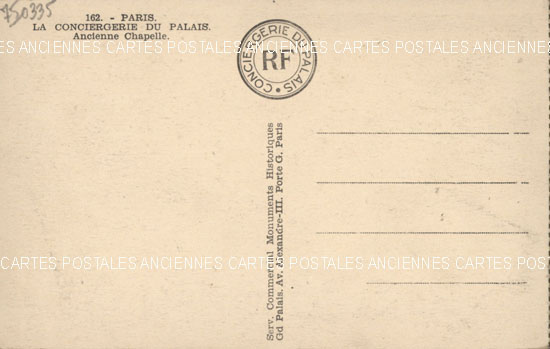 750335
162. - PARIS.
LA CONCIERGERIE DU PALAIS.
Ancienne Chapelle.
CONCIERGERIE DU PALAIS
RF
Serv. Commercial Monuments Historiques
Gd Palais. Av. Alexandre-III. Porte G. Paris
CARTES POSTALES ANCIENNES CARTES POSTALES ANCIENNES CARTES POSTALES
CARTES POSTALES ANCIENNES CARTES POSTALES ANCIENNES CARTES POSTALES